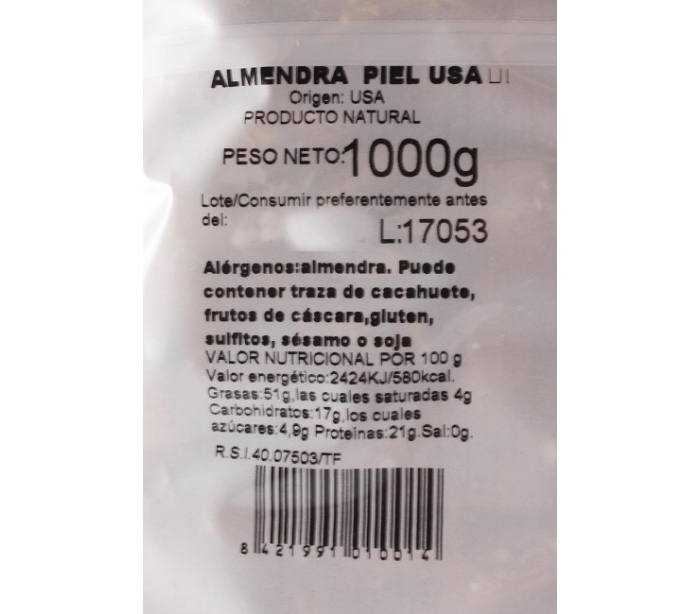 ALMENDRA PIEL USA
Origen: USA
PRODUCTO NATURAL
PESO NETO:1000g
Lote/Consumir preferentemente antes
del:
L:17053
Alérgenos:almendra. Puede
contener traza de cacahuete,
frutos de cáscara,gluten,
sulfitos, sésamo o soja
VALOR NUTRICIONAL POR 100 g
Valor energético:2424KJ/580kcal.
Grasas:51g,las cuales saturadas 4g
Carbohidratos:17g,los cuales
azúcares:4,9g Proteinas:21g.Sal:0g.
R.S.I.40.07503/TF
8 421991 010014